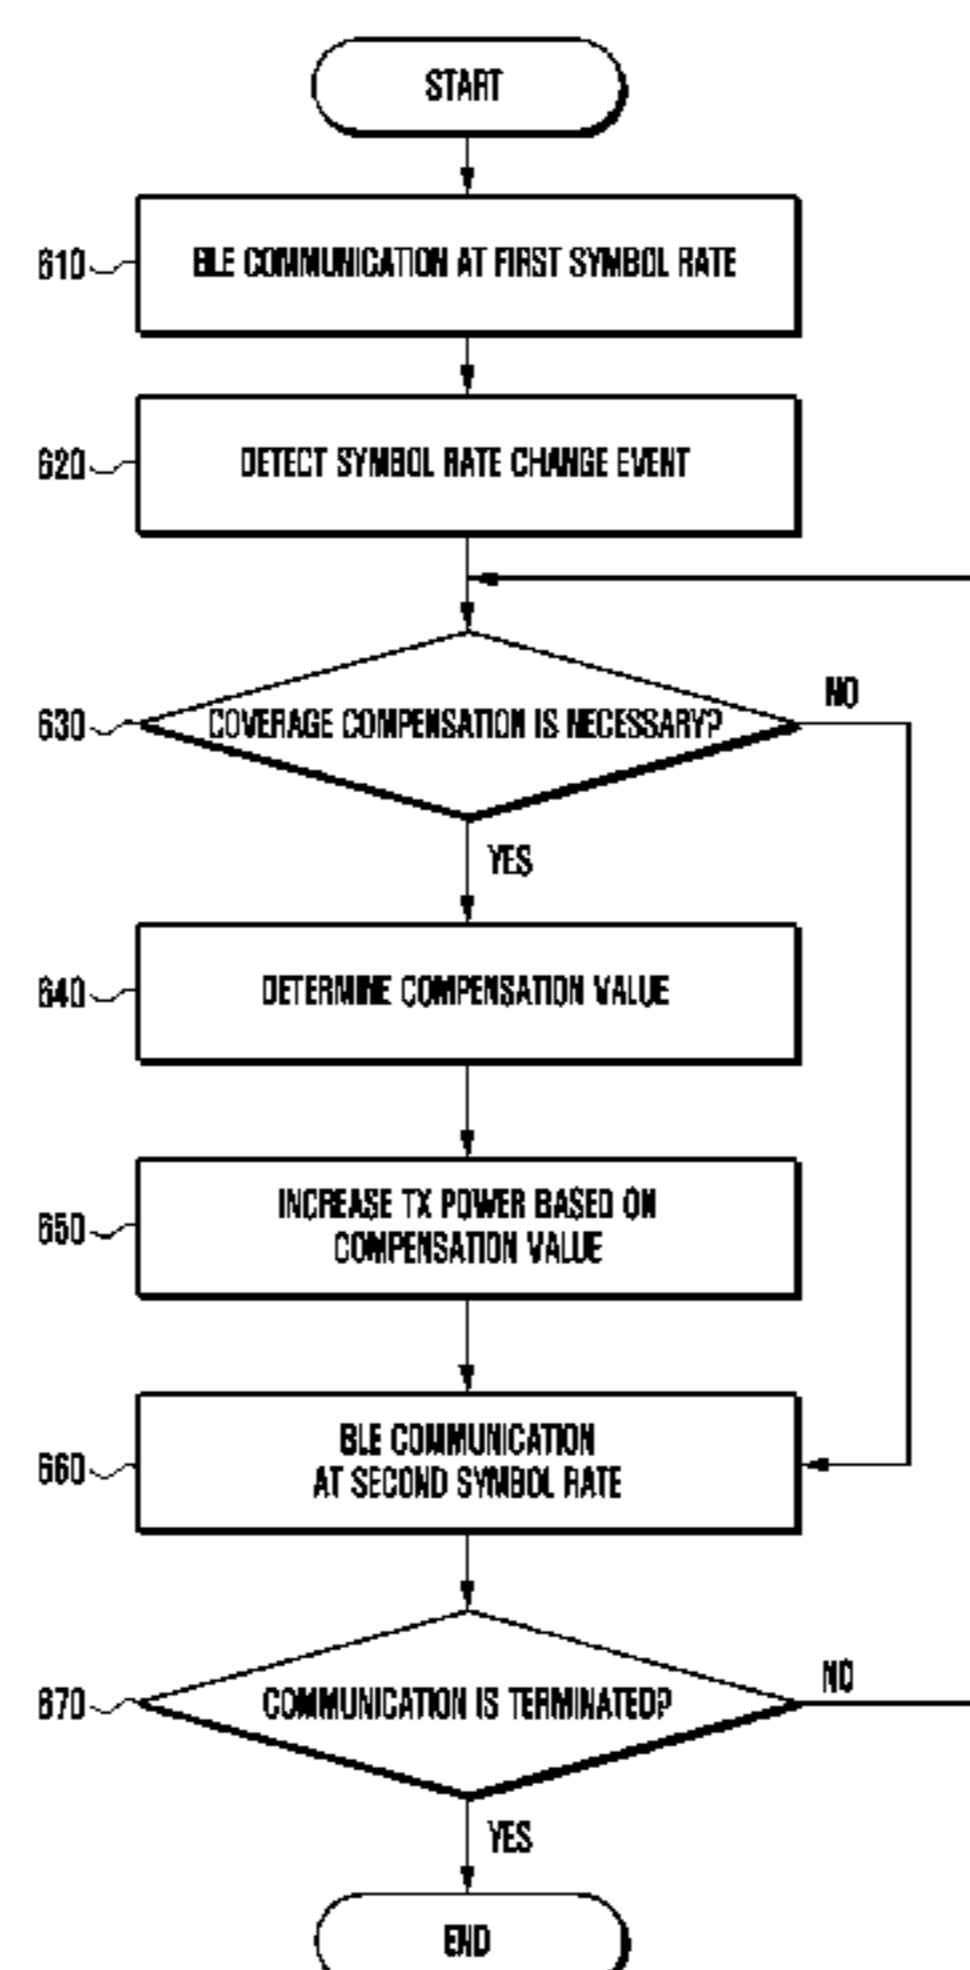 START
610
BLE COMMUNICATION AT FIRST SYMBOL RATE
620
DETECT SYMBOL RATE CHANGE EVENT
630
COVERAGE COMPENSATION IS NECESSARY?
NO
YES
640
DETERMINE COMPENSATION VALUE
650
INCREASE TX POWER BASED ON
COMPENSATION VALUE
660
BLE COMMUNICATION
AT SECOND SYMBOL RATE
670
COMMUNICATION IS TERMINATED?
NO
YES
END